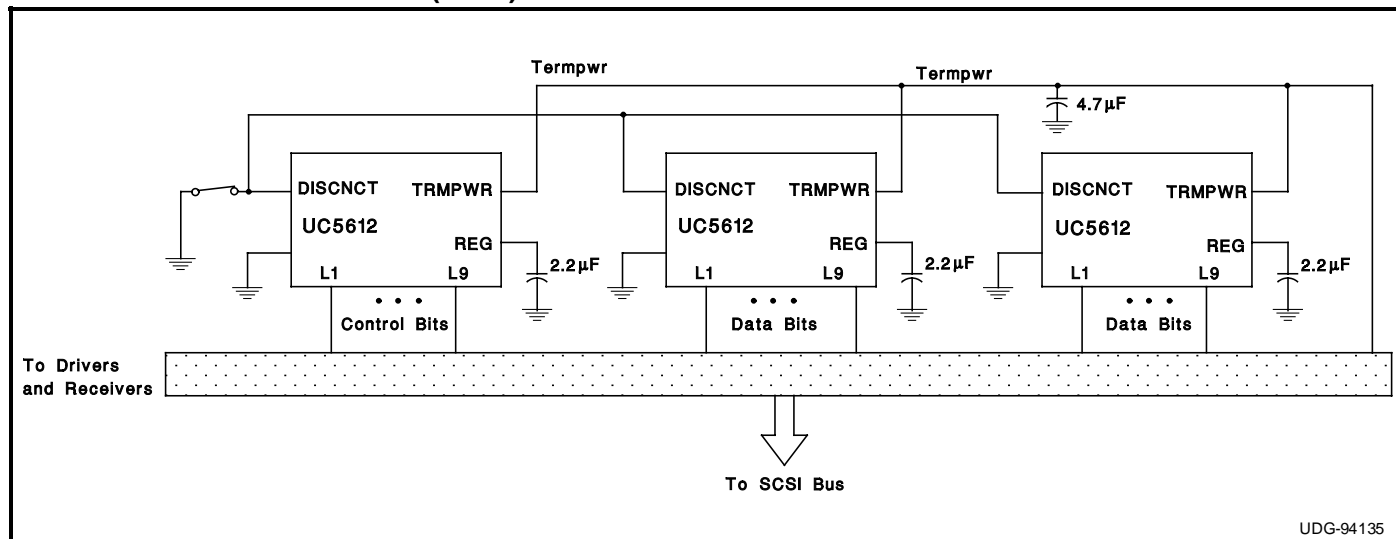 Termpwr
Termpwr
4.7µF
DISCNCT TRMPWR
UC5612
REG
L1 L9
2.2µF
Control Bits
DISCNCT TRMPWR
UC5612
REG
L1 L9
2.2µF
Data Bits
DISCNCT TRMPWR
UC5612
REG
L1 L9
2.2µF
Data Bits
To Drivers
and Receivers
To SCSI Bus
UDG-94135